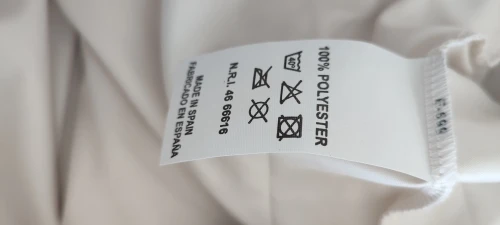 100% POLYESTER
40°
N.R.I. 46 66616
MADE IN SPAIN
FABRICADO EN ESPAÑA